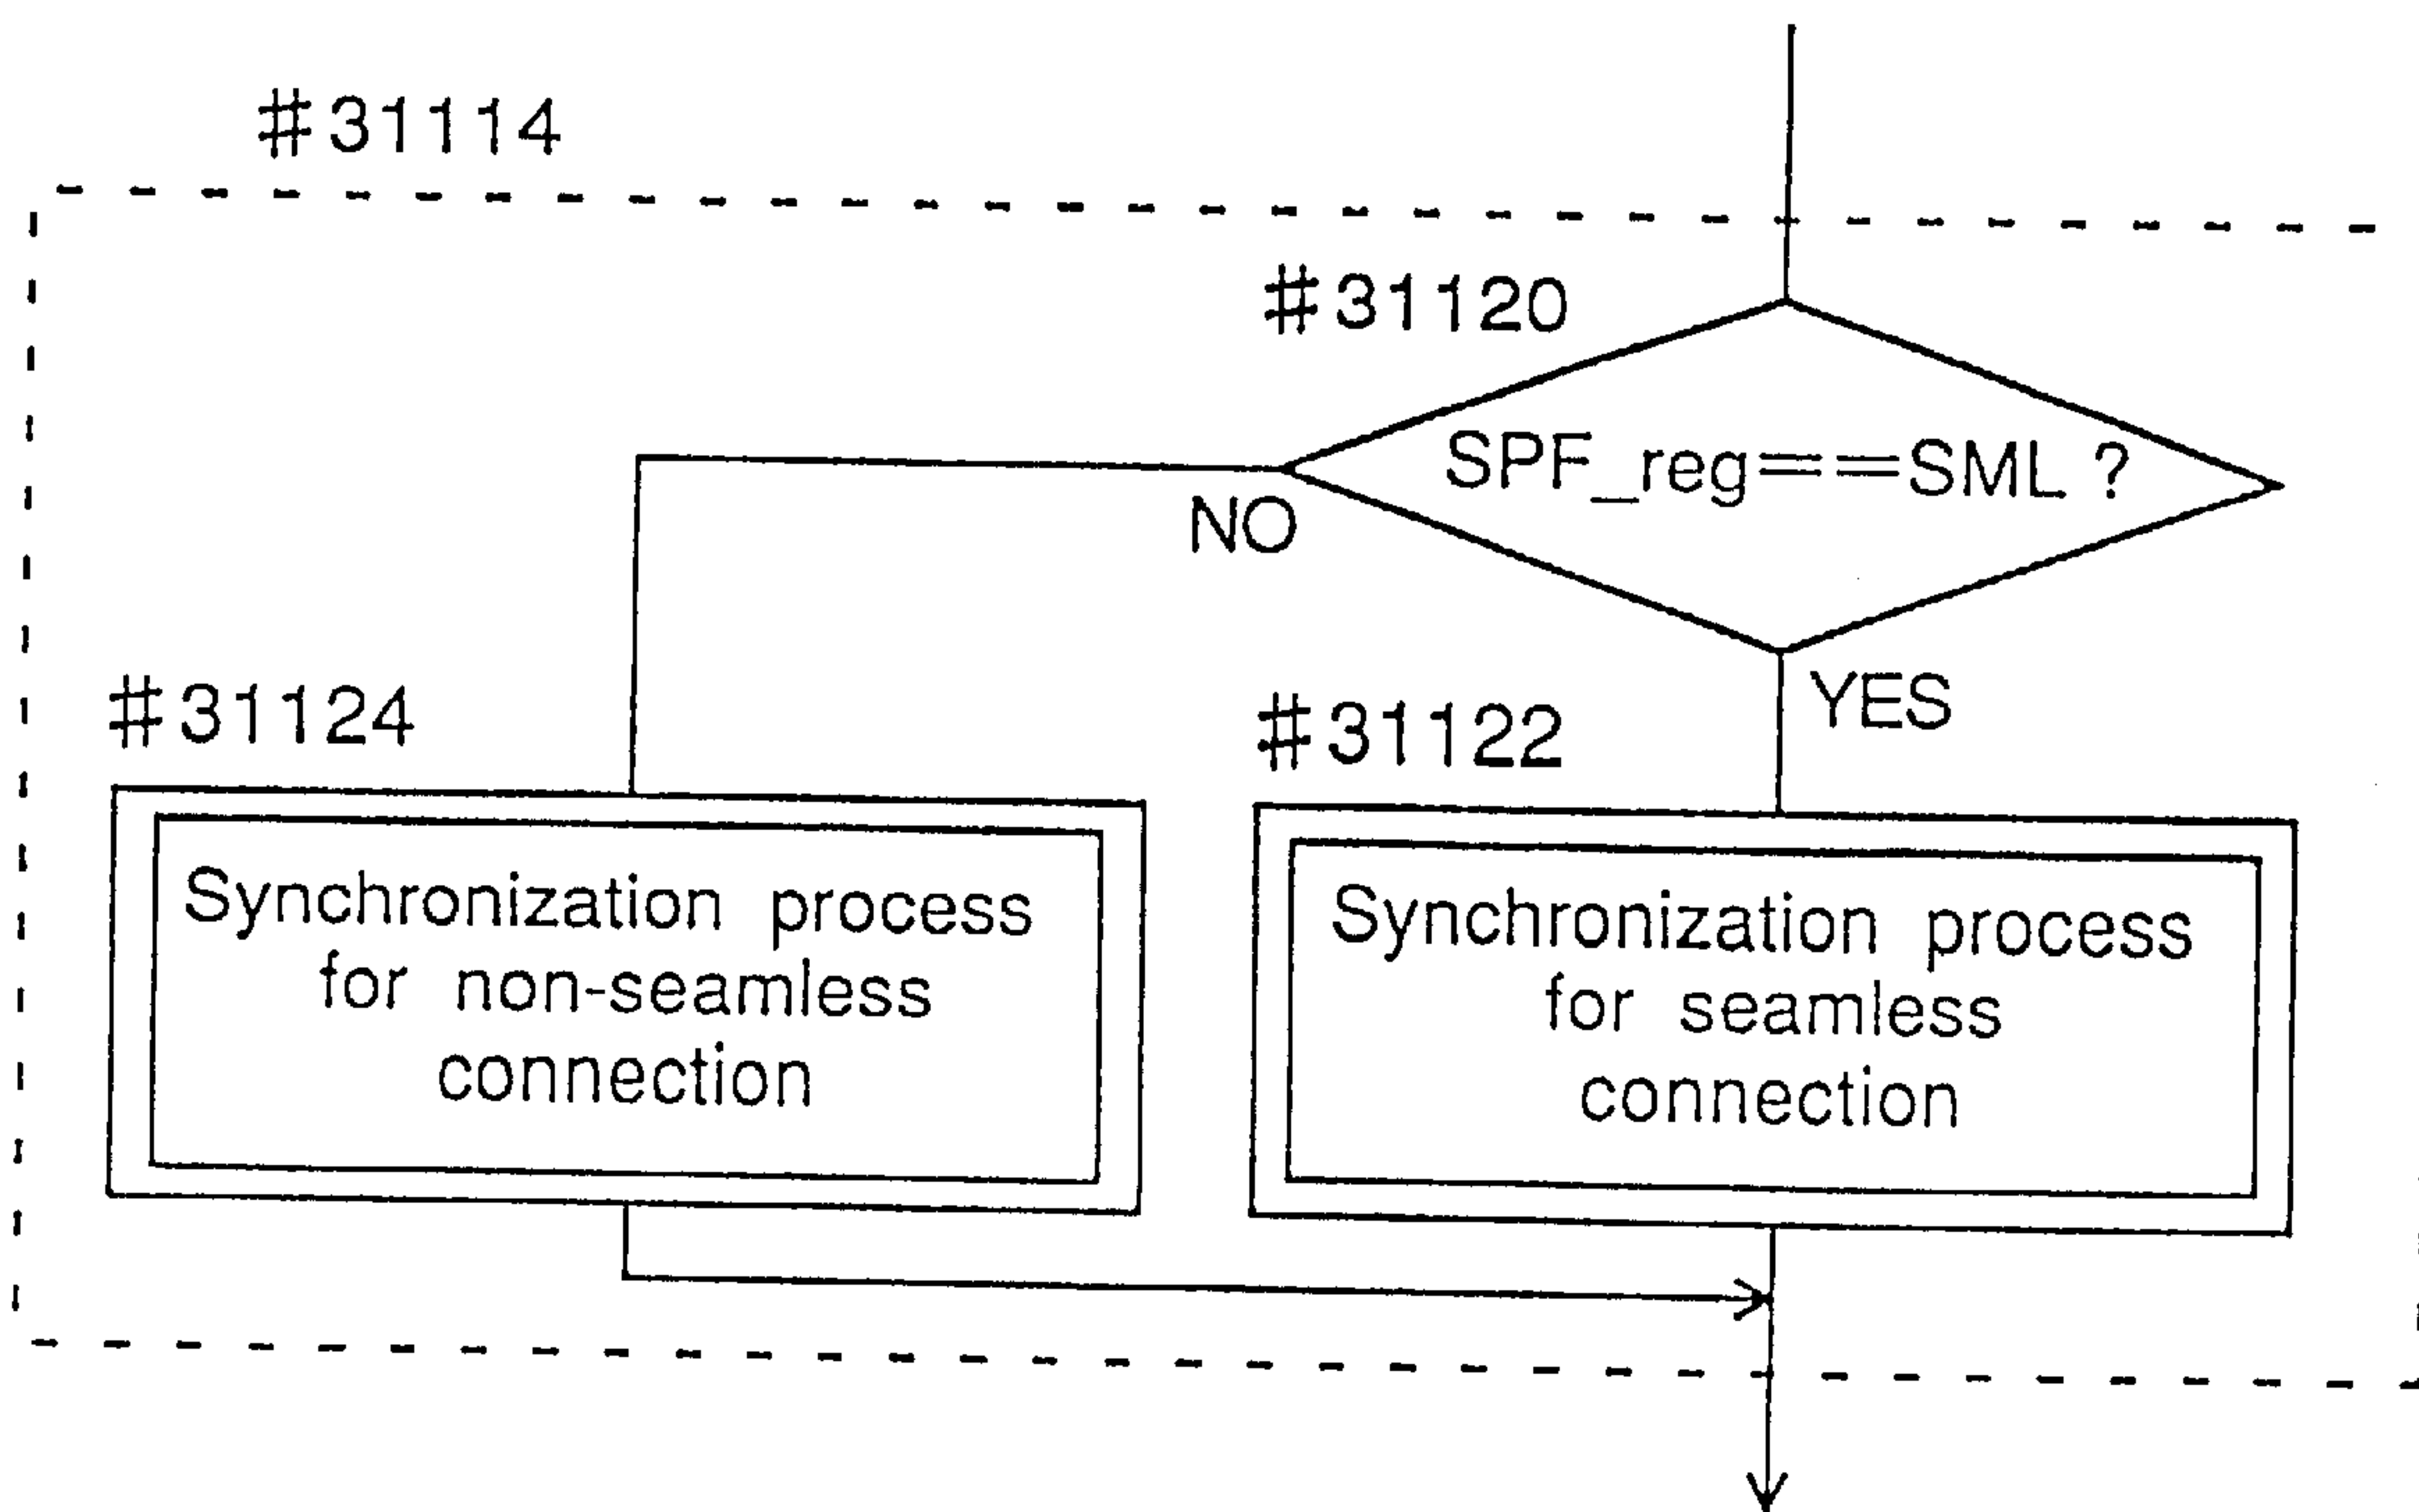 #31114
#31120
SPF_reg==SML ?
NO
YES
#31124
#31122
Synchronization process
for non-seamless
connection
Synchronization process
for seamless
connection